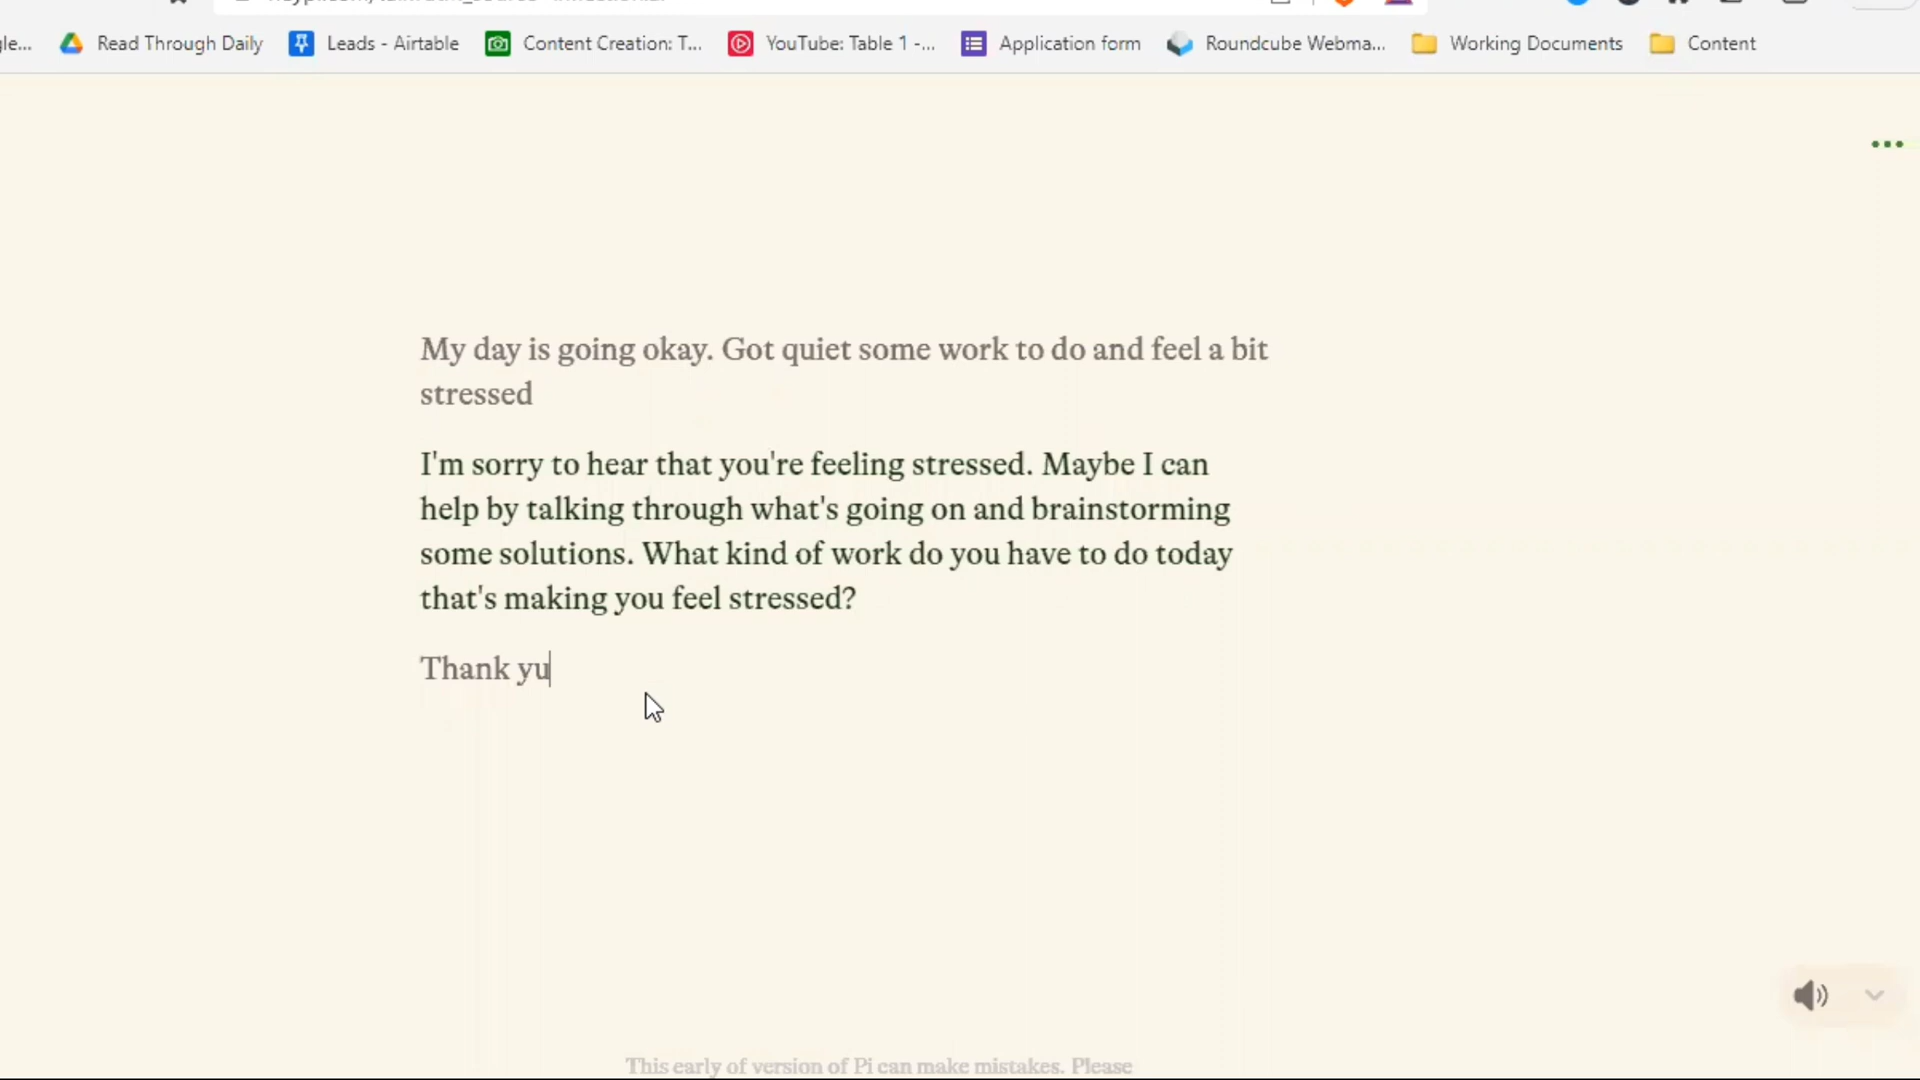 le...
Read Through Daily
Leads - Airtable
Content Creation: T...
YouTube: Table 1 -...
Application form
Roundcube Webma...
Working Documents
Content
My day is going okay. Got quiet some work to do and feel a bit
stressed
I'm sorry to hear that you're feeling stressed. Maybe I can
help by talking through what's going on and brainstorming
some solutions. What kind of work do you have to do today
that's making you feel stressed?
Thank yu
This early of version of Pi can make mistakes. Please